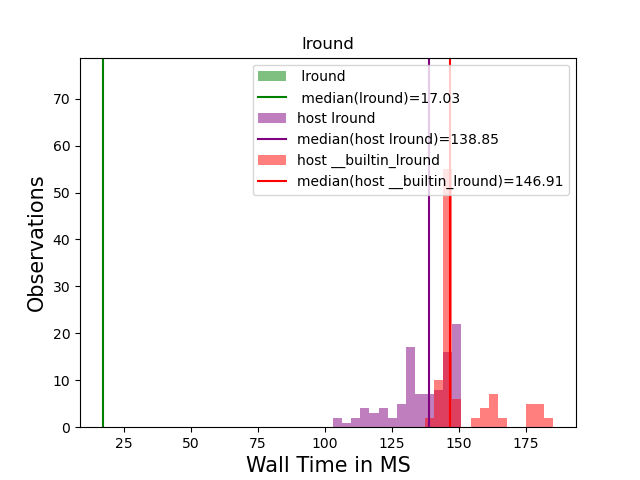 lround
lround
median(lround)=17.03
host lround
median(host lround)=138.85
host __builtin_lround
median(host __builtin_lround)=146.91
Observations
70
60
50
40
30
20
10
0
25
50
75
100
125
150
175
Wall Time in MS